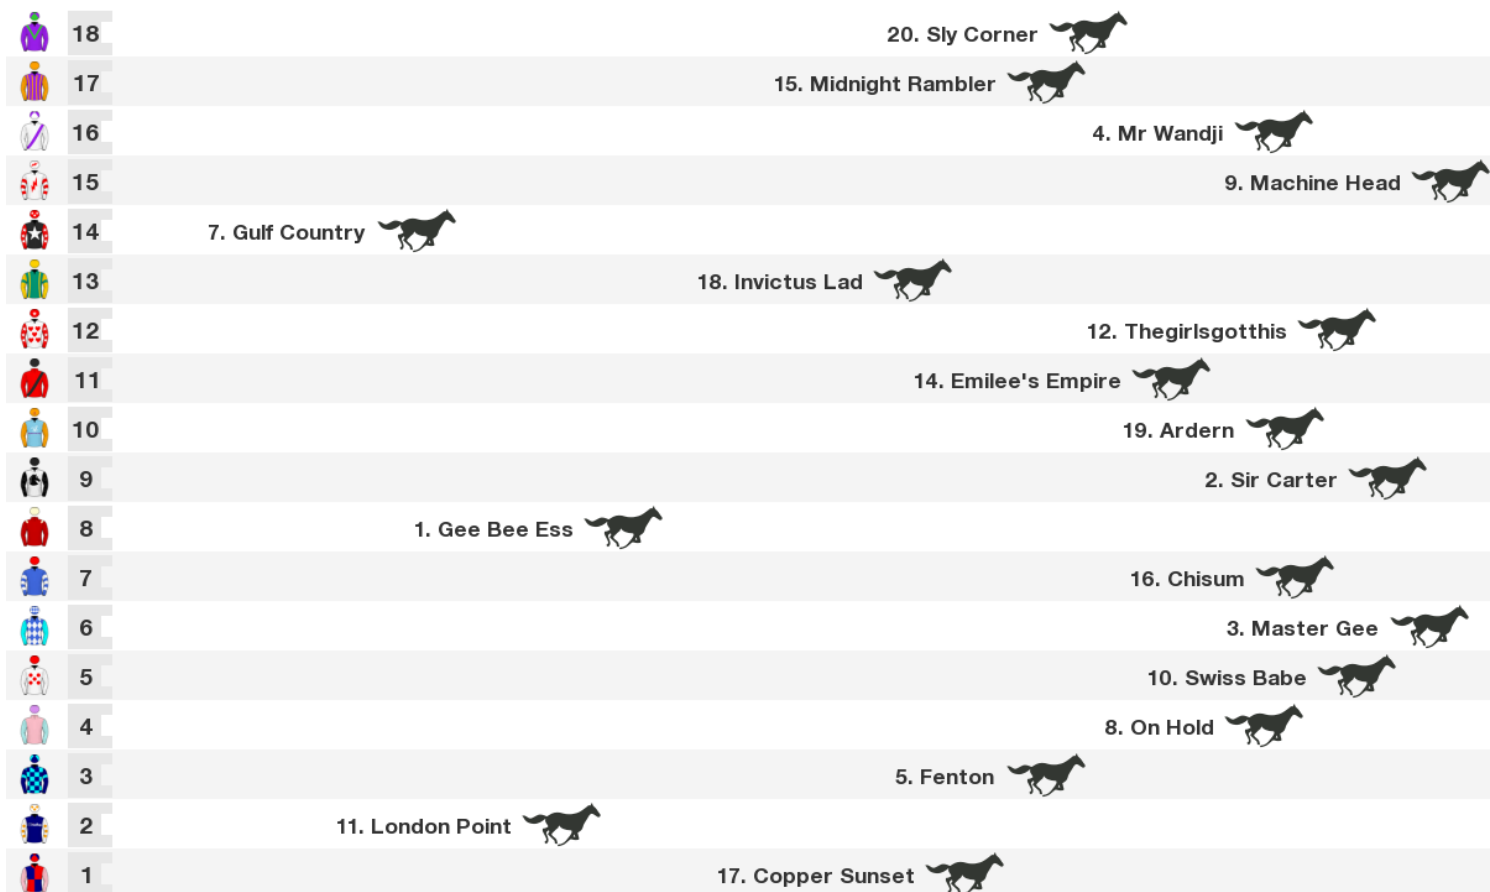 18 20. Sly Corner
17 15. Midnight Rambler
16 4. Mr Wandji
15 9. Machine Head
14 7. Gulf Country
13 18. Invictus Lad
12 12. Thegirlsgotthis
11 14. Emilee's Empire
10 19. Ardern
9 2. Sir Carter
8 1. Gee Bee Ess
7 16. Chisum
6 3. Master Gee
5 10. Swiss Babe
4 8. On Hold
3 5. Fenton
2 11. London Point
1 17. Copper Sunset